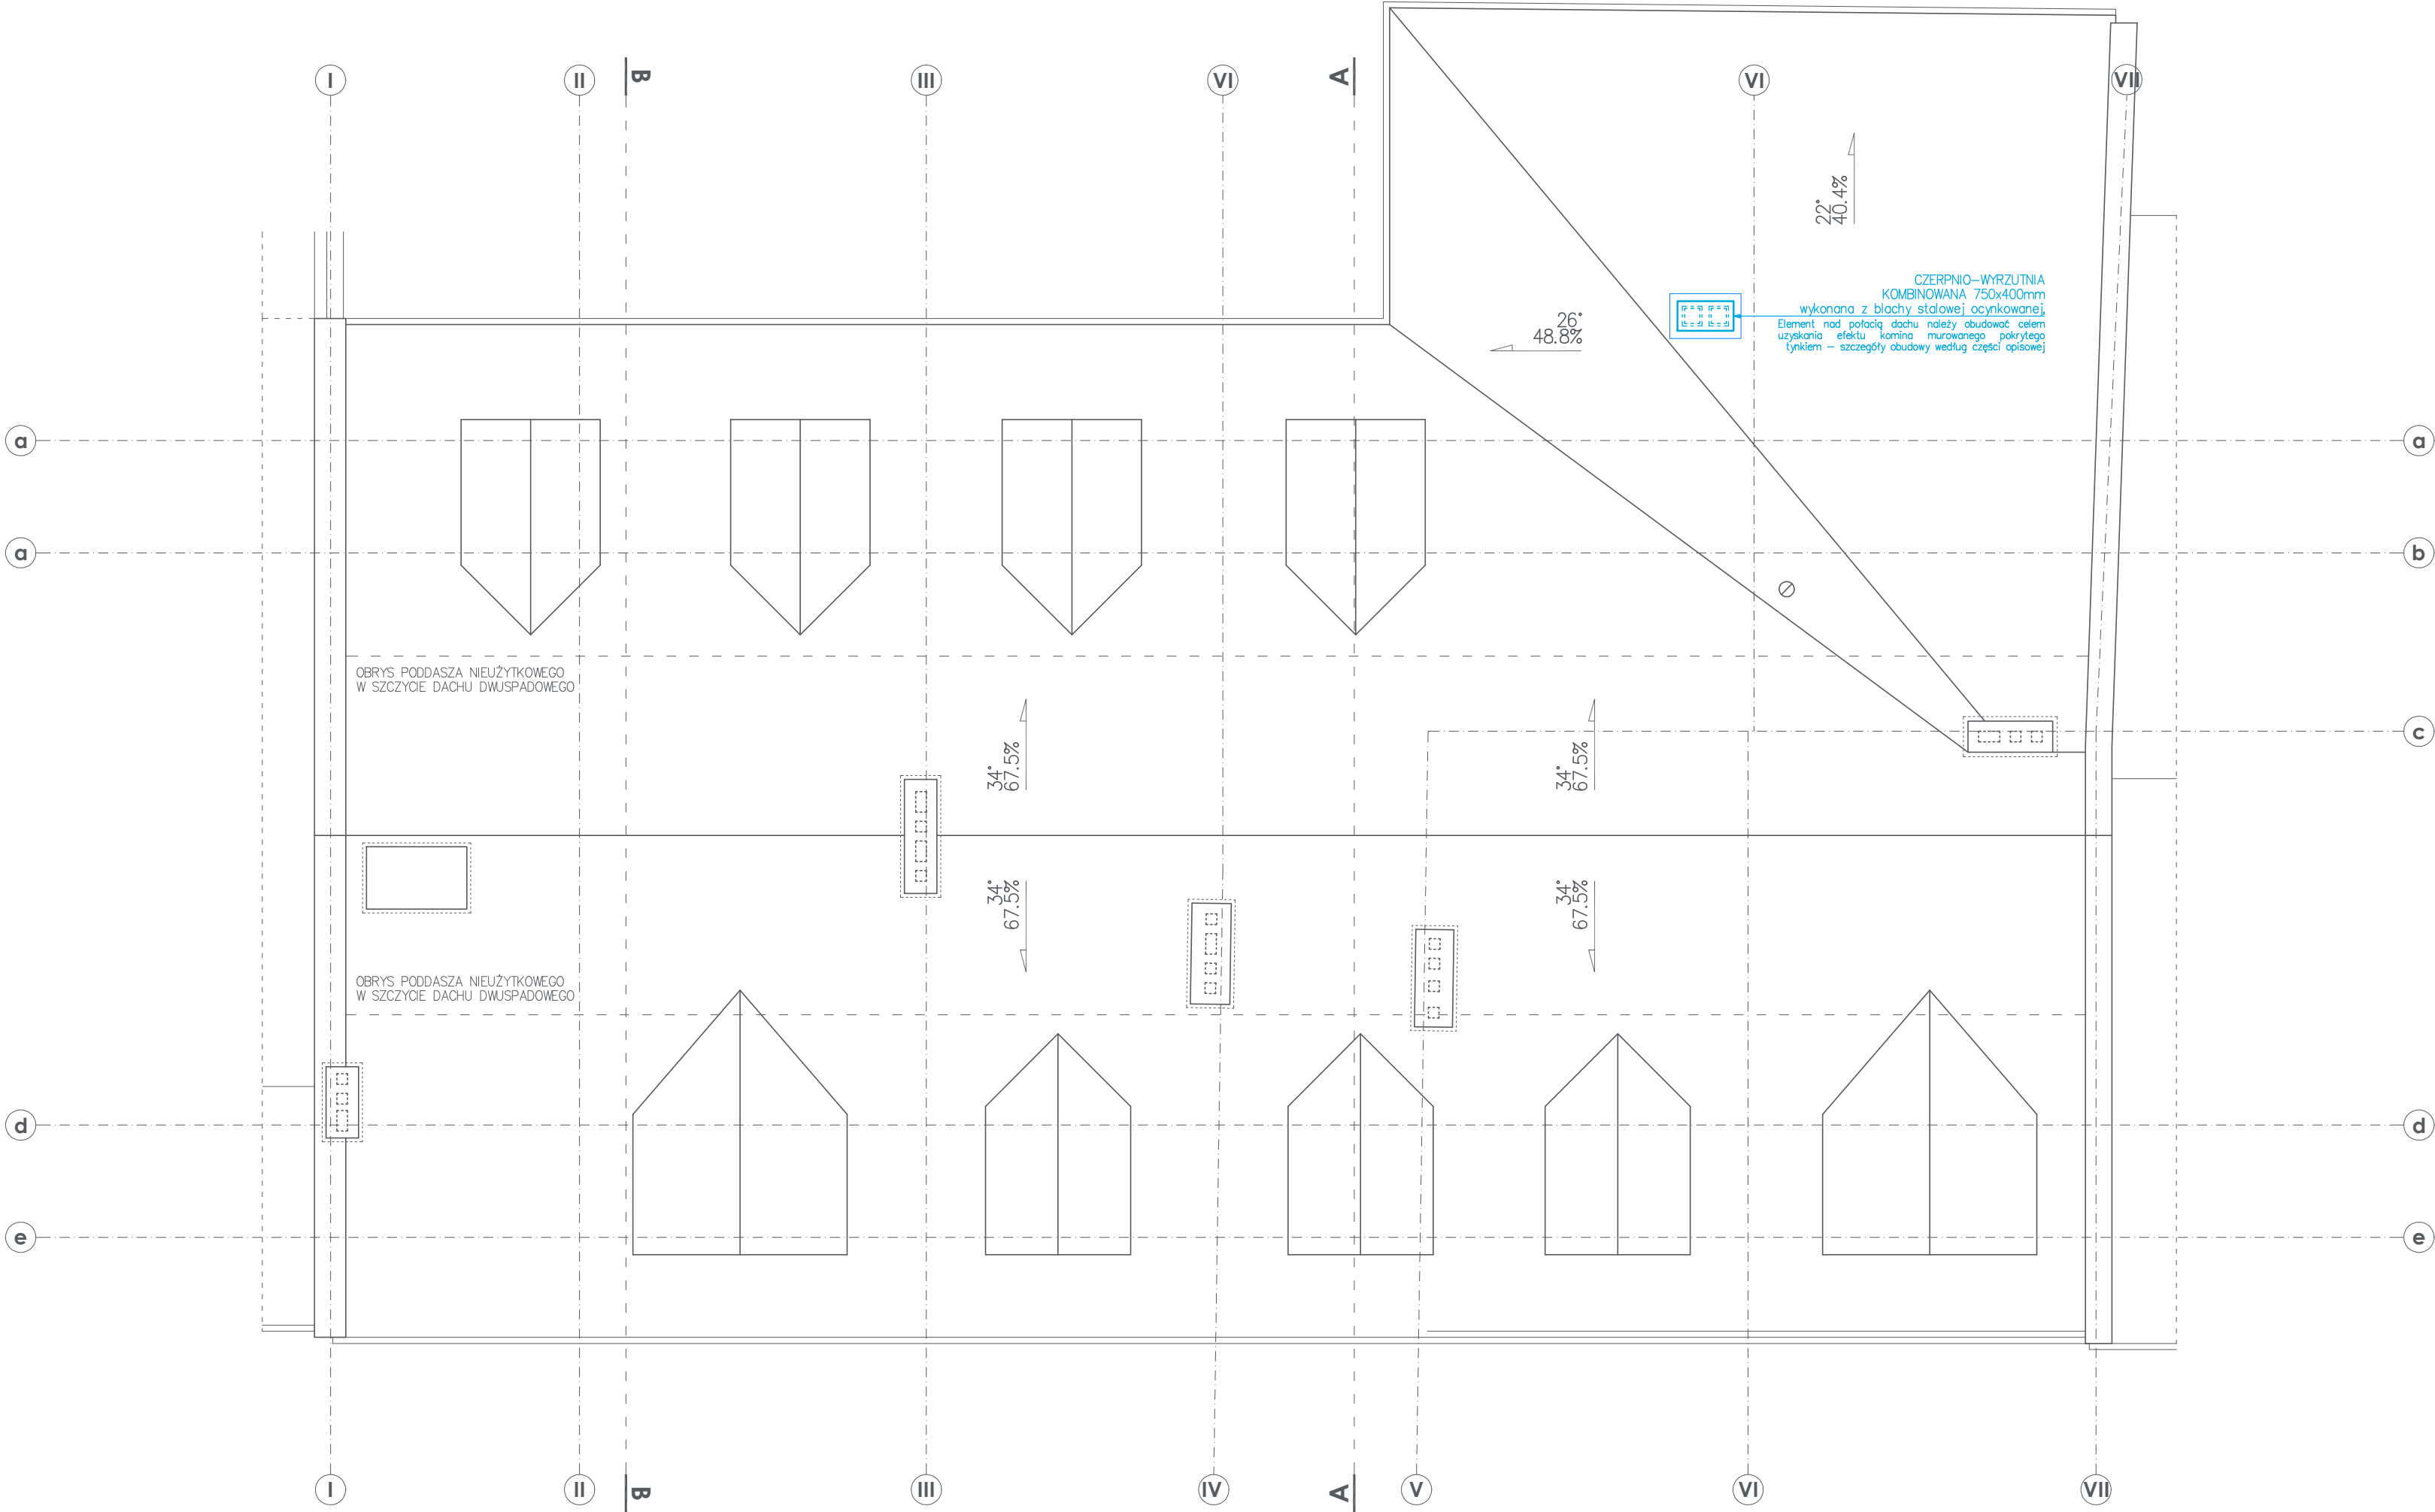 I
II
B
III
VI
A
VI
VII
22°
40.4%
CZERPNIO-WYRZUTNIA
KOMBINOWANA 750x400mm
wykonana z blachy stalowej ocynkowanej,
Element nad połacią dachu należy obudować celem
uzyskania efektu komina murowanego pokrytego
tynkiem – szczegóły obudowy według części opisowej
26°
48.8%
a
a
a
b
OBRYS PODDASZA NIEUŻYTKOWEGO
W SZCZYCIE DACHU DWUSPADOWEGO
c
34°
67.5%
34°
67.5%
34°
67.5%
34°
67.5%
OBRYS PODDASZA NIEUŻYTKOWEGO
W SZCZYCIE DACHU DWUSPADOWEGO
d
d
e
e
I
II
B
III
IV
A
V
VI
VII